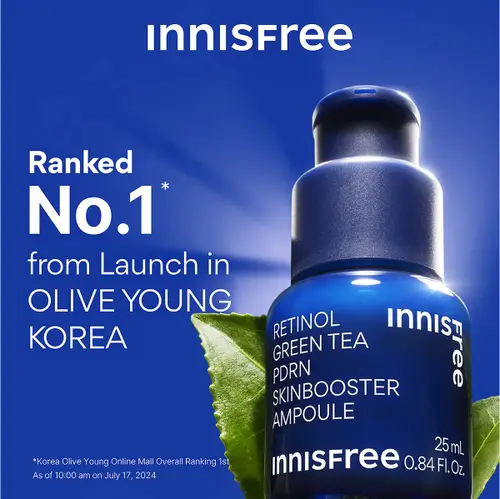 INNISFREE
Ranked
No.1*
from Launch in
OLIVE YOUNG
KOREA
RETINOL
GREEN TEA
PDRN
SKINBOOSTER
AMPOULE
INNISFREE
25 mL
INNISFREE 0.84 Fl. Oz.
*Korea Olive Young Online Mall Overall Ranking 1st
As of 10:00 am on July 17, 2024